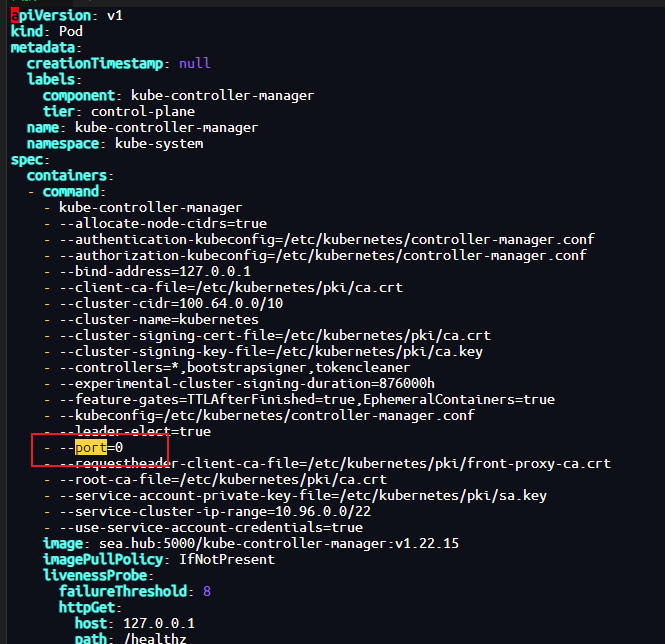 apiVersion: v1
kind: Pod
metadata:
  creationTimestamp: null
  labels:
    component: kube-controller-manager
    tier: control-plane
  name: kube-controller-manager
  namespace: kube-system
spec:
  containers:
  - command:
    - kube-controller-manager
    - --allocate-node-cidrs=true
    - --authentication-kubeconfig=/etc/kubernetes/controller-manager.conf
    - --authorization-kubeconfig=/etc/kubernetes/controller-manager.conf
    - --bind-address=127.0.0.1
    - --client-ca-file=/etc/kubernetes/pki/ca.crt
    - --cluster-cidr=100.64.0.0/10
    - --cluster-name=kubernetes
    - --cluster-signing-cert-file=/etc/kubernetes/pki/ca.crt
    - --cluster-signing-key-file=/etc/kubernetes/pki/ca.key
    - --controllers=*,bootstrapsigner,tokencleaner
    - --experimental-cluster-signing-duration=876000h
    - --feature-gates=TTLAfterFinished=true,EphemeralContainers=true
    - --kubeconfig=/etc/kubernetes/controller-manager.conf
    - --leader-elect=true
    - --port=0
    - --requestheader-client-ca-file=/etc/kubernetes/pki/front-proxy-ca.crt
    - --root-ca-file=/etc/kubernetes/pki/ca.crt
    - --service-account-private-key-file=/etc/kubernetes/pki/sa.key
    - --service-cluster-ip-range=10.96.0.0/22
    - --use-service-account-credentials=true
    image: sea.hub:5000/kube-controller-manager:v1.22.15
    imagePullPolicy: IfNotPresent
    livenessProbe:
      failureThreshold: 8
      httpGet:
        host: 127.0.0.1
        path: /healthz